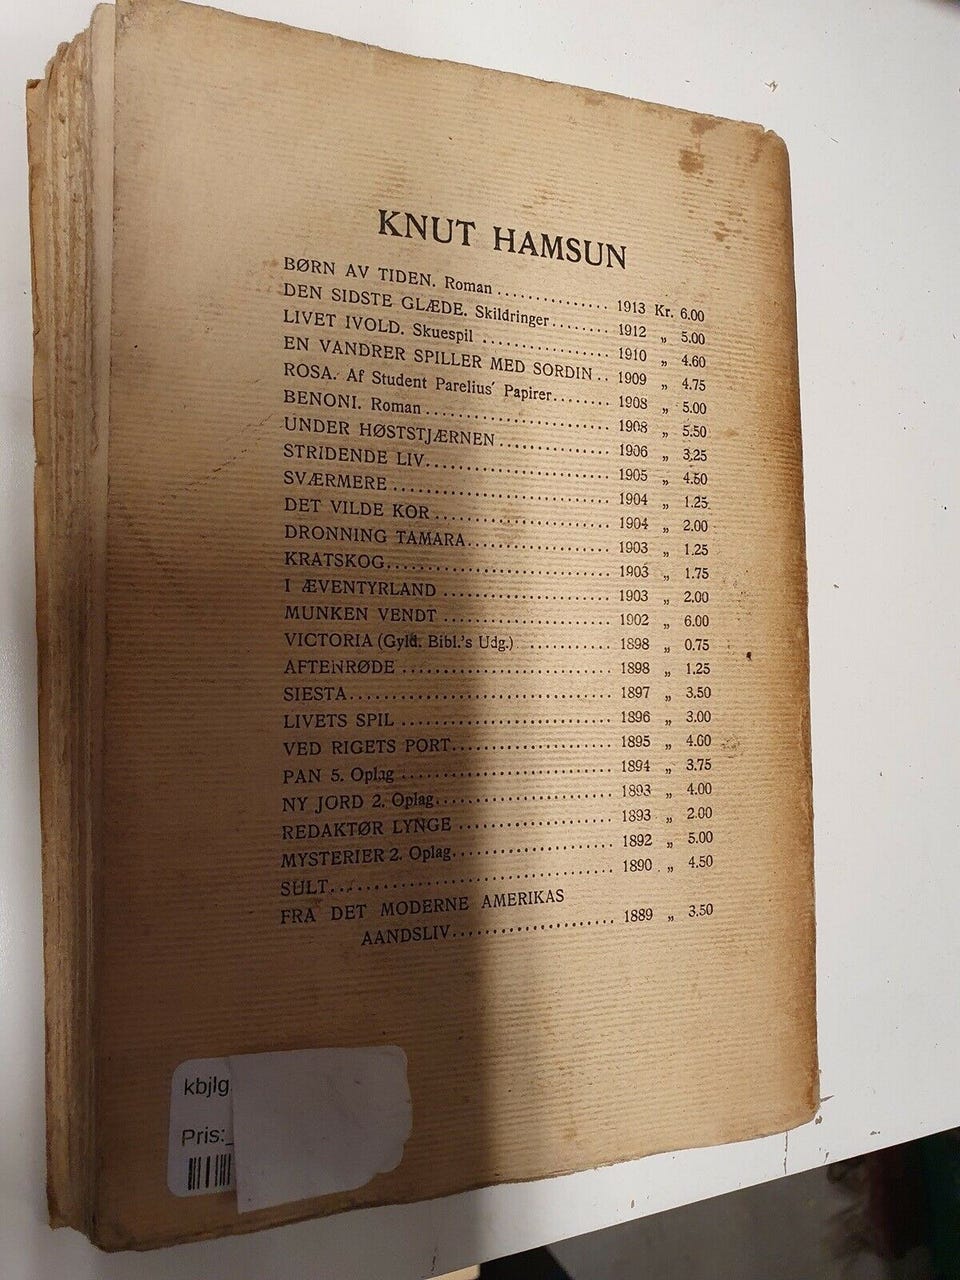 KNUT HAMSUN
BØRN AV TIDEN. Roman ............... 1913 Kr. 6.00
DEN SIDSTE GLÆDE. Skildringer........ 1912 „ 5.00
LIVET IVOLD. Skuespil ................. 1910 „ 4.60
EN VANDRER SPILLER MED SORDIN .. 1909 „ 4.75
ROSA. Af Student Parelius' Papirer........ 1908 „ 5.00
BENONI. Roman ........................ 1908 „ 5.50
UNDER HØSTSTJÆRNEN .............. 1906 „ 3.25
STRIDENDE LIV........................ 1905 „ 4.50
SVÆRMERE ............................ 1904 „ 1.25
DET VILDE KOR ....................... 1904 „ 2.00
DRONNING TAMARA.................. 1903 „ 1.25
KRATSKOG............................. 1903 „ 1.75
I ÆVENTYRLAND ..................... 1903 „ 2.00
MUNKEN VENDT ..................... 1902 „ 6.00
VICTORIA (Gyld. Bibl.'s Udg.) ........... 1898 „ 0.75
AFTENRØDE .......................... 1898 „ 1.25
SIESTA................................. 1897 „ 3.50
LIVETS SPIL .......................... 1896 „ 3.00
VED RIGETS PORT.................... 1895 „ 4.00
PAN 5. Oplag ......................... 1894 „ 3.75
NY JORD 2. Oplag...................... 1893 „ 4.00
REDAKTØR LYNGE ................... 1893 „ 2.00
MYSTERIER 2. Oplag.................... 1892 „ 5.00
SULT................................... 1890 „ 4.50
FRA DET MODERNE AMERIKAS
AANDSLIV.................... 1889 „ 3.50
kbjlg
Pris:_